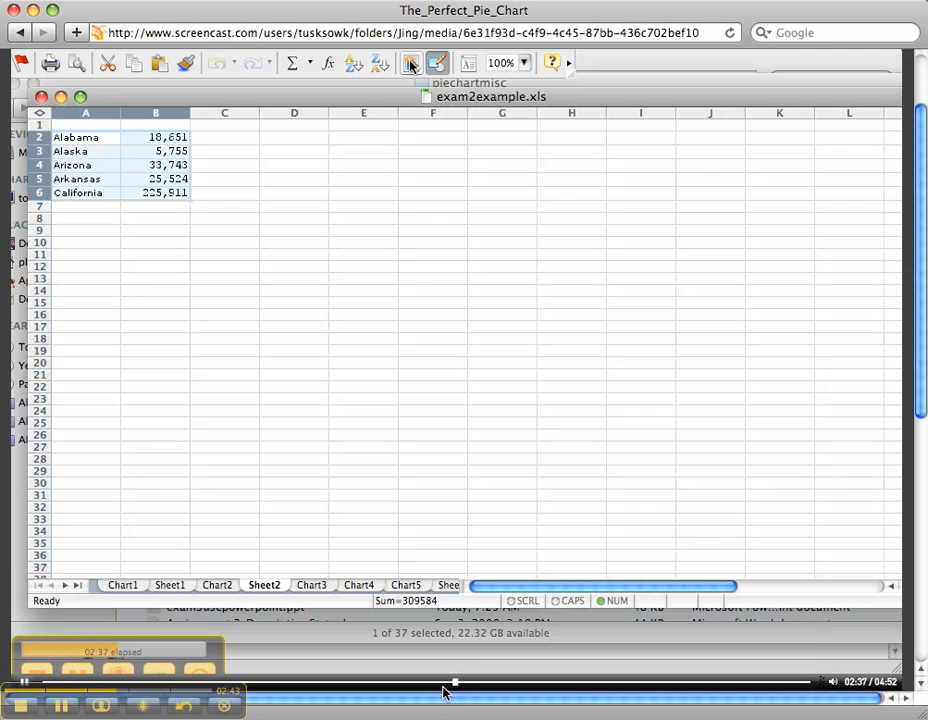 The_Perfect_Pie_Chart
http://www.screencast.com/users/tusksowk/folders/Jing/media/6e31f93d-c4f9-4c45-87bb-436c702bef10
Google
Σ fx 100%
piechartmisc
exam2example.xls
A B C D E F G H I J K L
1
2 Alabama 18,651
3 Alaska 5,755
4 Arizona 33,743
5 Arkansas 25,524
6 California 225,911
7
8
9
10
11
12
13
14
15
16
17
18
19
20
21
22
23
24
25
26
27
28
29
30
31
32
33
34
35
36
37
Chart1 Sheet1 Chart2 Sheet2 Chart3 Chart4 Chart5 Shee
Ready Sum=309584 SCRL CAPS NUM
1 of 37 selected, 22.32 GB available
02:37 elapsed
02:37 / 04:52
02:43